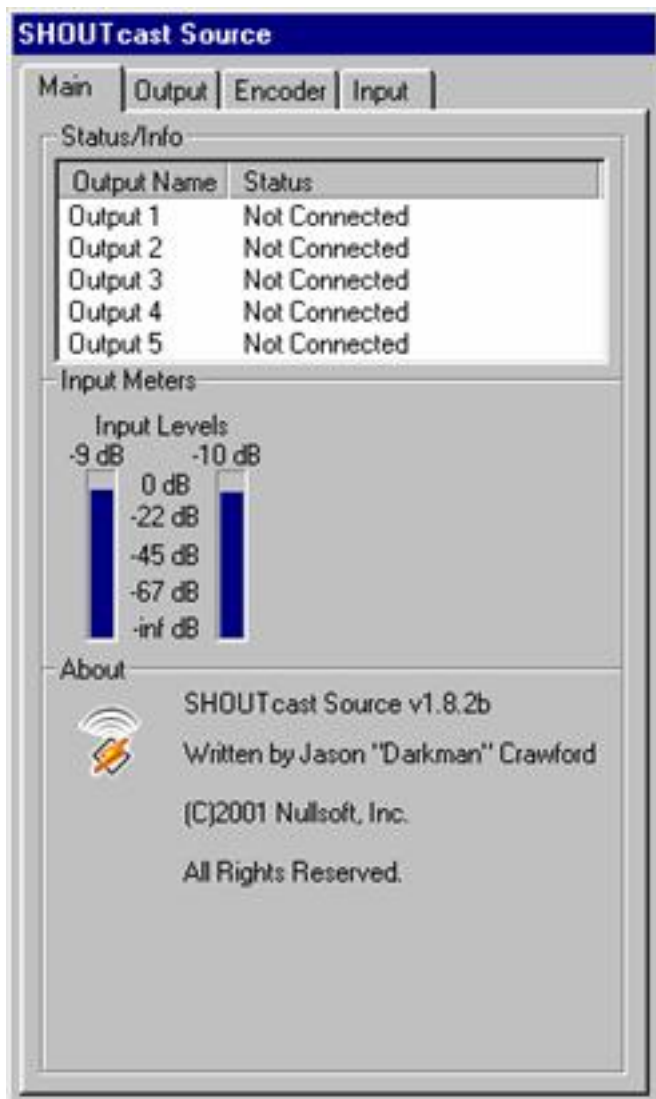 SHOUTcast Source
Main Output Encoder Input
Status/Info
Output Name Status
Output 1 Not Connected
Output 2 Not Connected
Output 3 Not Connected
Output 4 Not Connected
Output 5 Not Connected
Input Meters
Input Levels
-9 dB -10 dB
0 dB
-22 dB
-45 dB
-67 dB
-inf dB
About
SHOUTcast Source v1.8.2b
Written by Jason "Darkman" Crawford
(C)2001 Nullsoft, Inc.
All Rights Reserved.